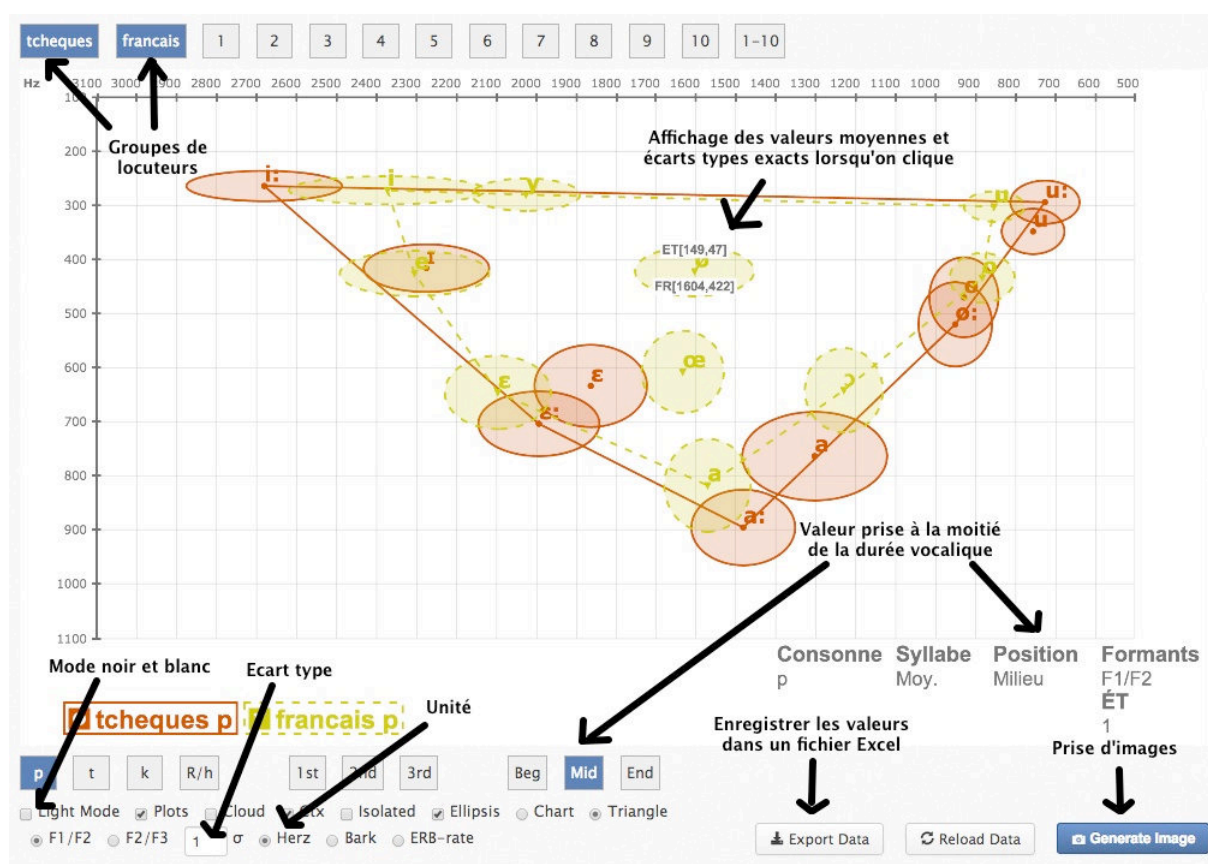 tcheques francais 1 2 3 4 5 6 7 8 9 10 1-10
Hz 3100 3000 2900 2800 2700 2600 2500 2400 2300 2200 2100 2000 1900 1800 1700 1600 1500 1400 1300 1200 1100 1000 900 800 700 600 500
100
Groupes de
locuteurs
Affichage des valeurs moyennes et
écarts types exacts lorsqu'on clique
200
i: i y u u:
300
u
ET[149,47]
400
e ɪ ø o
FR[1604,422]
o
500
o:
600
œ
ɛ ɛ ɔ
700
ɛ:
a
800
a
900
a:
Valeur prise à la moitié
de la durée vocalique
1000
1100
Consonne Syllabe Position Formants
p Moy. Milieu F1/F2
ÉT
1
Mode noir et blanc
Ecart type
Unité
tcheques p francais p
Enregistrer les valeurs
dans un fichier Excel
Prise d'images
p t k R/h 1st 2nd 3rd Beg Mid End
Light Mode Plots Cloud Ctx Isolated Ellipsis Chart Triangle
F1/F2 F2/F3 1 σ Herz Bark ERB-rate
Export Data Reload Data Generate Image